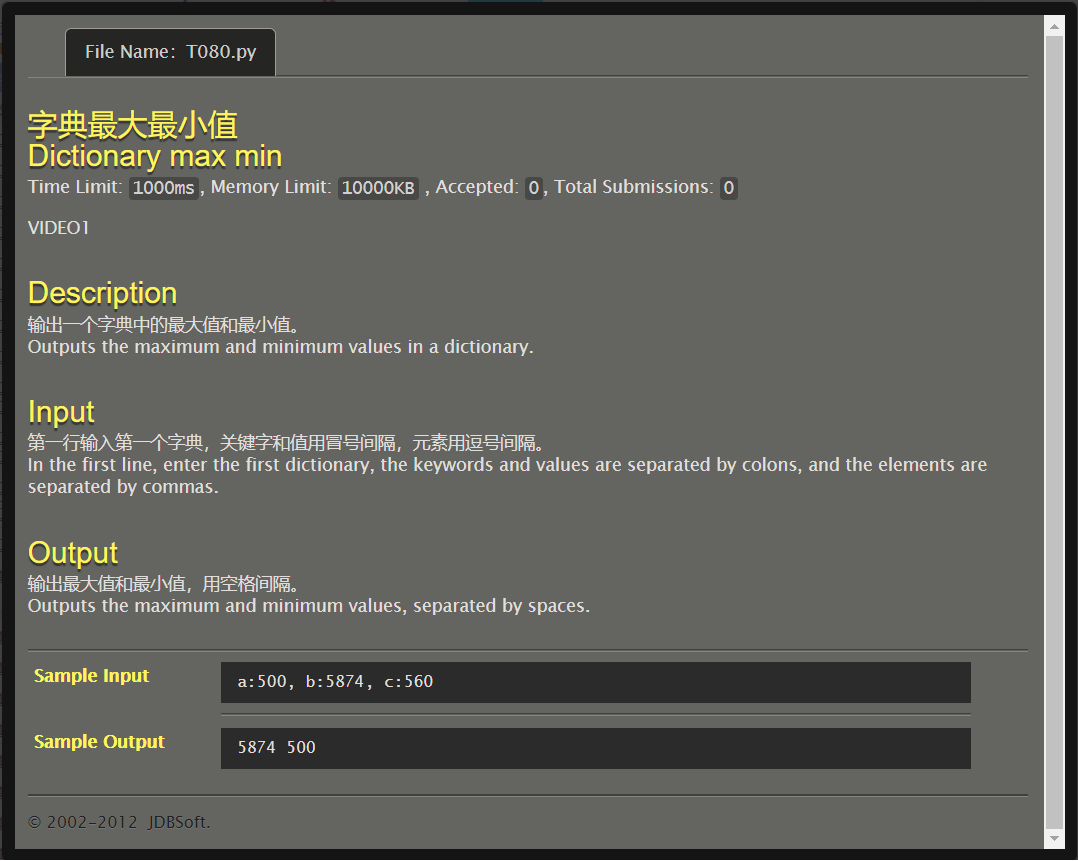 File Name: T080.py
字典最大最小值
Dictionary max min
Time Limit: 1000ms, Memory Limit: 10000KB , Accepted: 0, Total Submissions: 0
VIDEO1
Description
输出一个字典中的最大值和最小值。
Outputs the maximum and minimum values in a dictionary.
Input
第一行输入第一个字典，关键字和值用冒号间隔，元素用逗号间隔。
In the first line, enter the first dictionary, the keywords and values are separated by colons, and the elements are
separated by commas.
Output
输出最大值和最小值，用空格间隔。
Outputs the maximum and minimum values, separated by spaces.
Sample Input
a:500, b:5874, c:560
Sample Output
5874 500
© 2002-2012 JDBSoft.